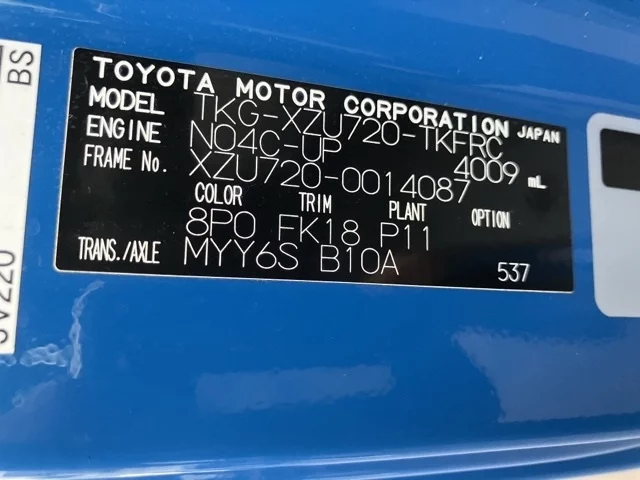 BS
TOYOTA MOTOR CORPORATION JAPAN
MODEL TKG-XZU720-TKFRC
ENGINE N04C-UP 4009 mL
FRAME No. XZU720-0014087
COLOR TRIM PLANT OPTION
8P0 FK18 P11
TRANS./AXLE MYY6S B10A 537